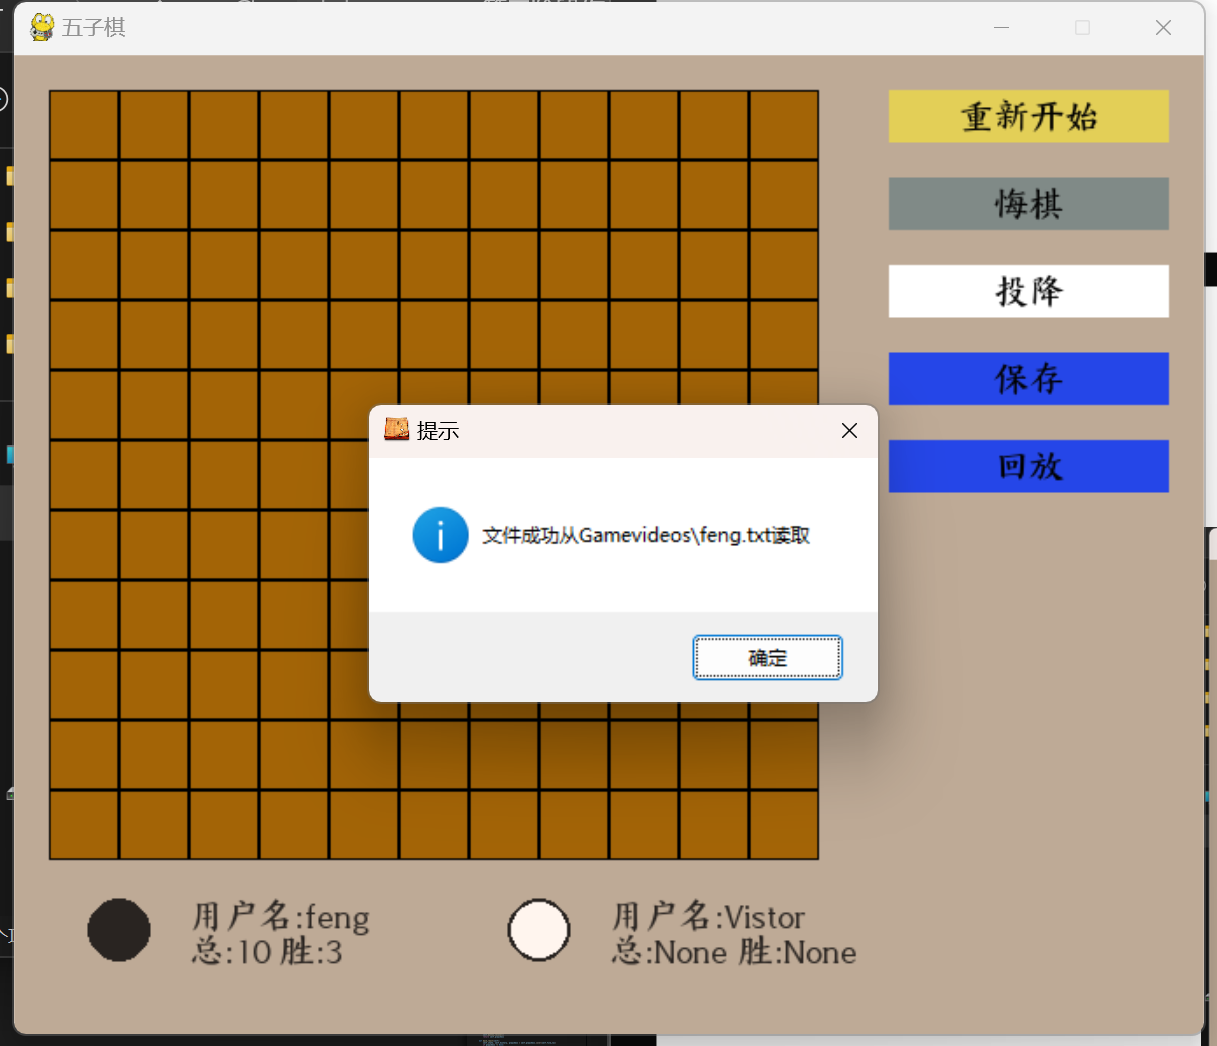 五子棋
重新开始
悔棋
投降
保存
回放
提示
文件成功从Gamevideos\feng.txt读取
确定
用户名:feng
总:10 胜:3
用户名:Vistor
总:None 胜:None